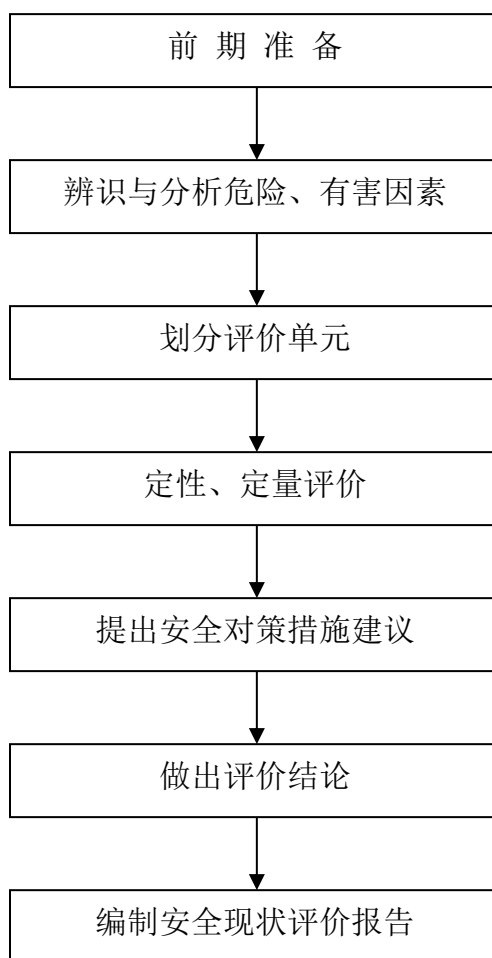 前 期 准 备
辨识与分析危险、有害因素
划分评价单元
定性、定量评价
提出安全对策措施建议
做出评价结论
编制安全现状评价报告